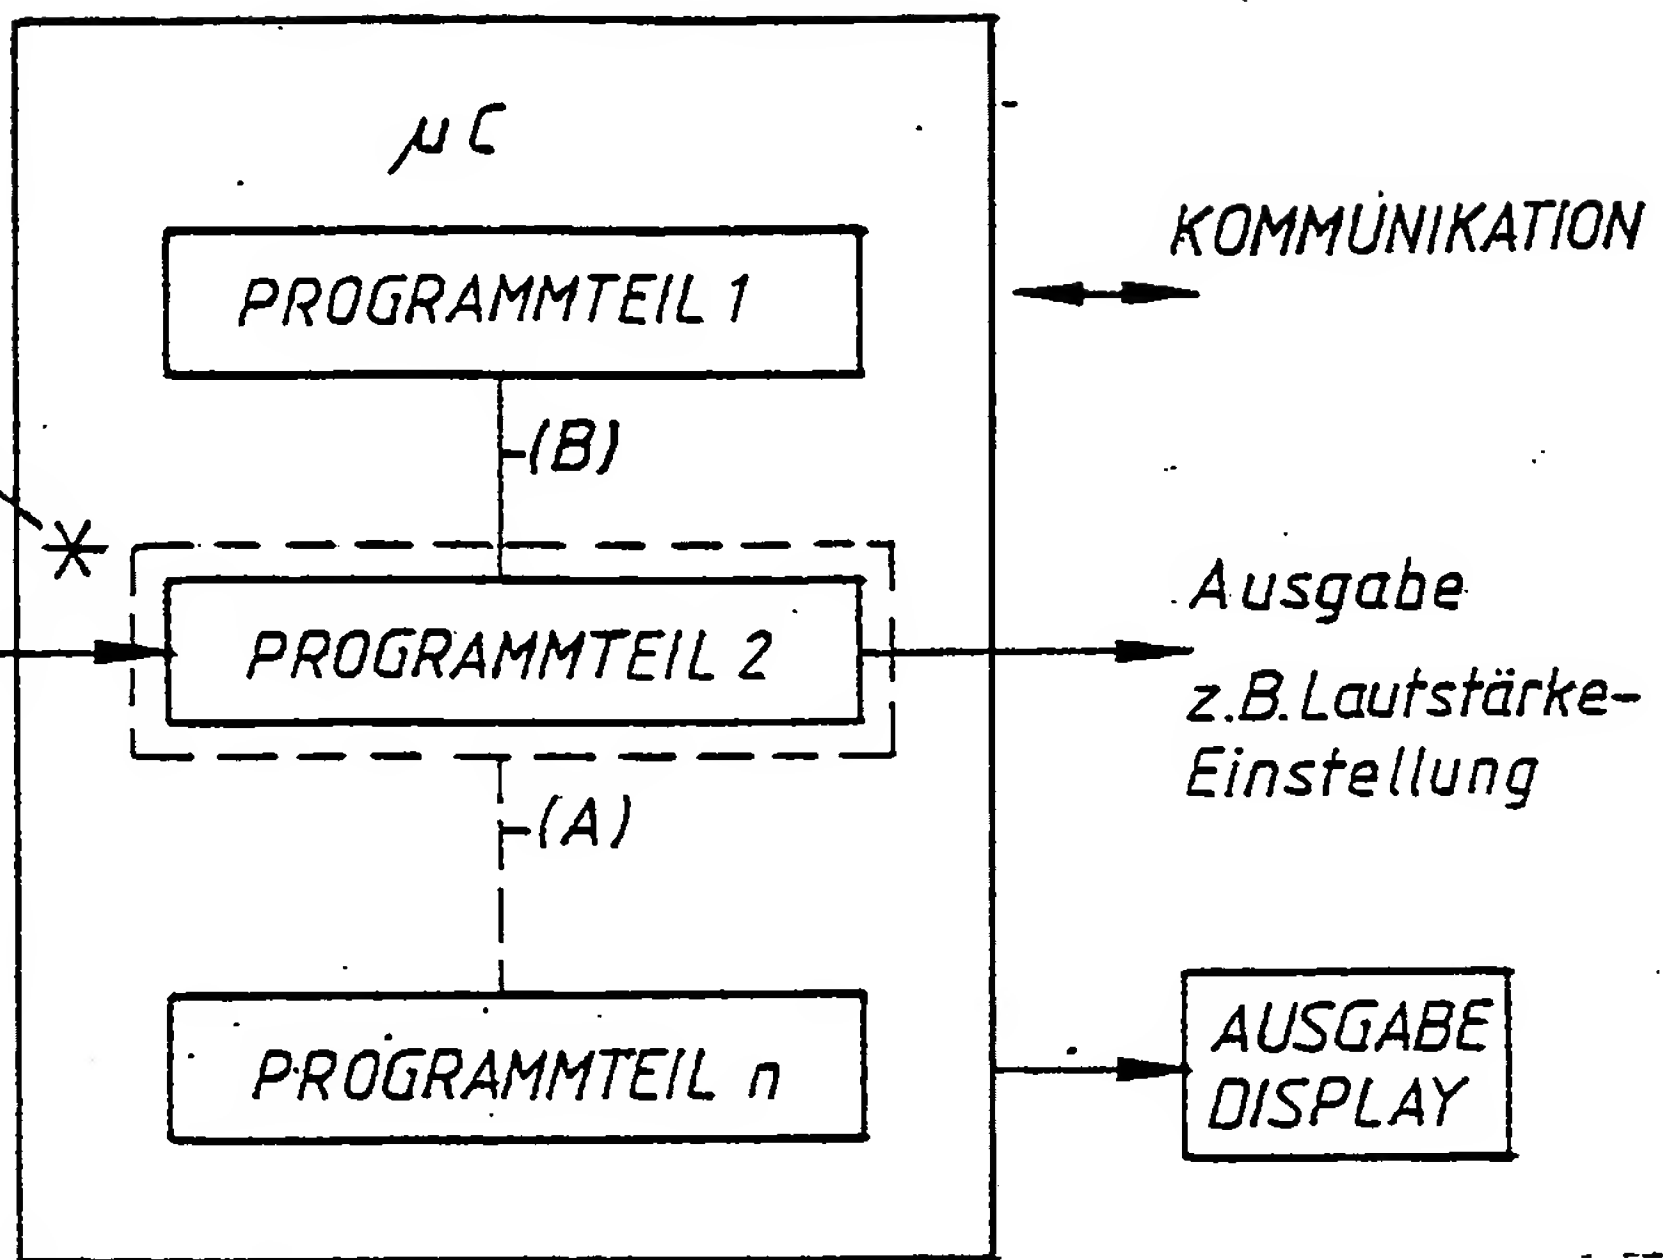 µC
PROGRAMMTEIL 1
(B)
*
PROGRAMMTEIL 2
(A)
PROGRAMMTEIL n
KOMMUNIKATION
Ausgabe
z.B. Lautstärke-
Einstellung
AUSGABE
DISPLAY